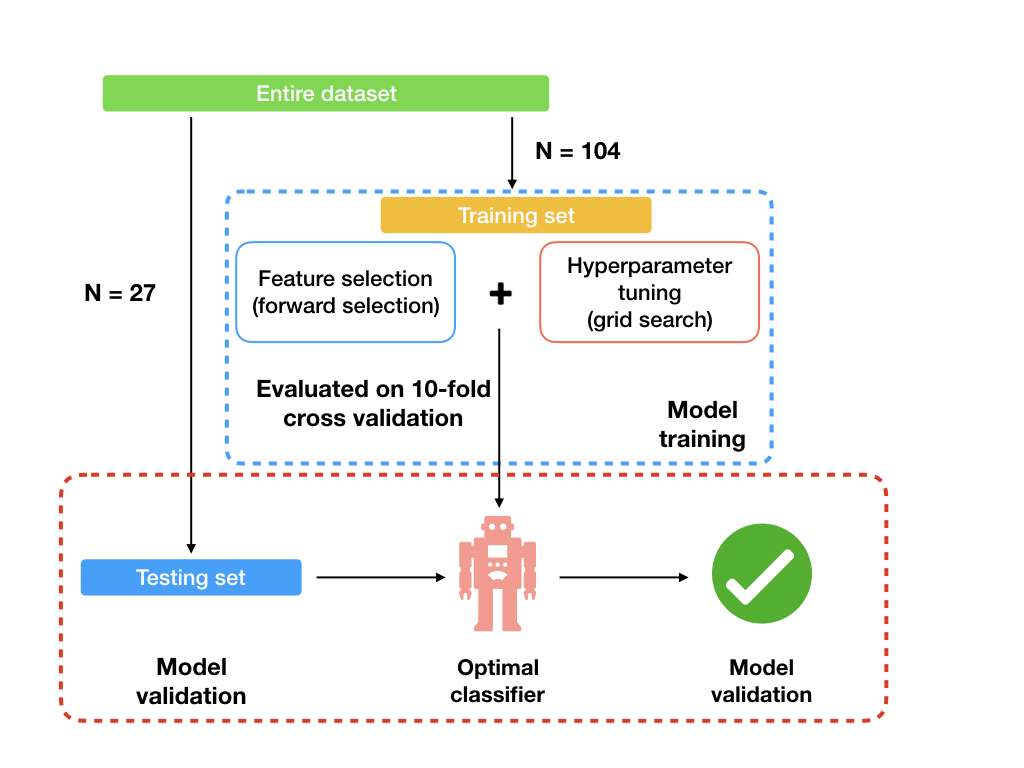 Entire dataset
N = 104
Training set
Feature selection
(forward selection)
+
Hyperparameter
tuning
(grid search)
N = 27
Evaluated on 10-fold
cross validation
Model
training
Testing set
Model
validation
Optimal
classifier
Model
validation